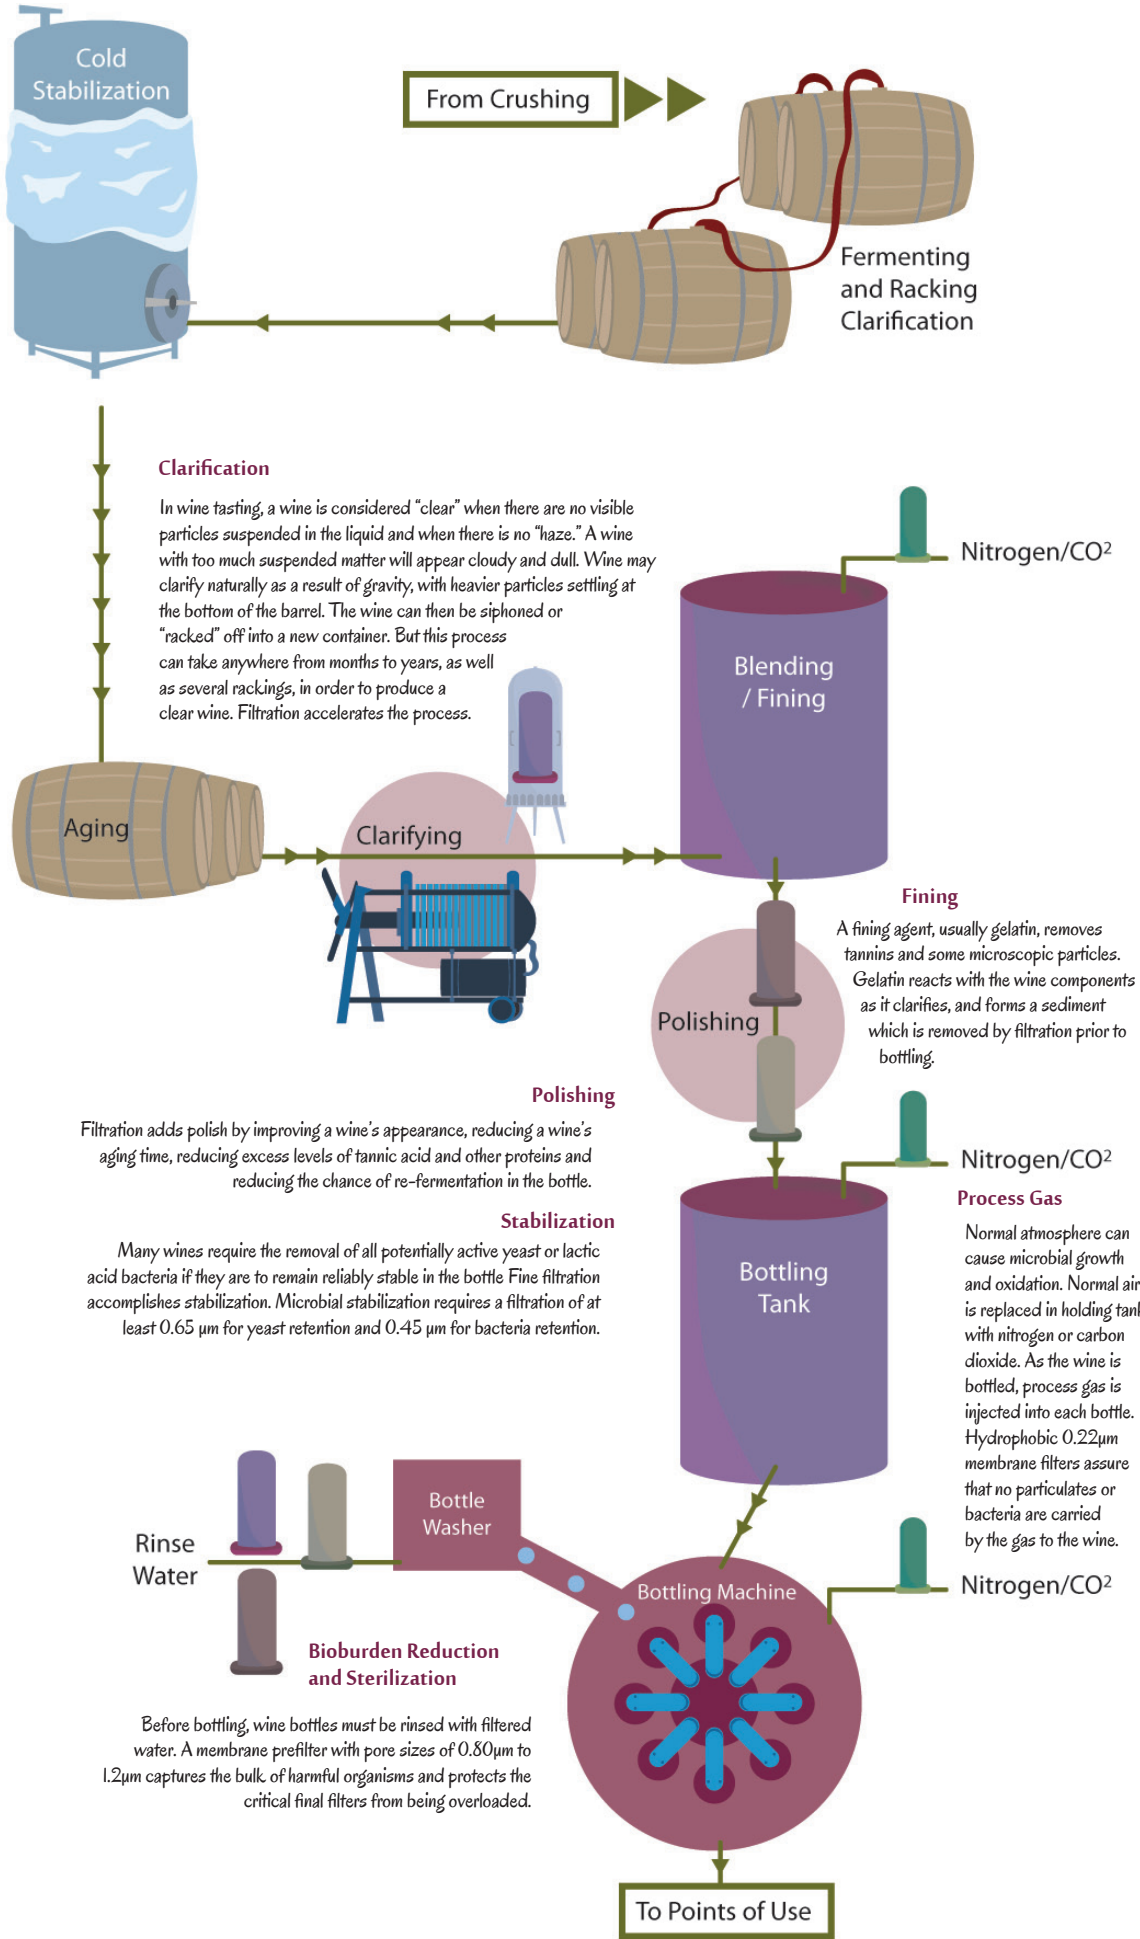 Cold
Stabilization
From Crushing
Fermenting
and Racking
Clarification
Clarification
In wine tasting, a wine is considered “clear” when there are no visible
particles suspended in the liquid and when there is no “haze.” A wine
with too much suspended matter will appear cloudy and dull. Wine may
clarify naturally as a result of gravity, with heavier particles settling at
the bottom of the barrel. The wine can then be siphoned or
“racked” off into a new container. But this process
can take anywhere from months to years, as well
as several rackings, in order to produce a
clear wine. Filtration accelerates the process.
Nitrogen/CO²
Blending
/ Fining
Aging
Clarifying
Fining
A fining agent, usually gelatin, removes
tannins and some microscopic particles.
Gelatin reacts with the wine components
as it clarifies, and forms a sediment
which is removed by filtration prior to
bottling.
Polishing
Polishing
Filtration adds polish by improving a wine’s appearance, reducing a wine’s
aging time, reducing excess levels of tannic acid and other proteins and
reducing the chance of re-fermentation in the bottle.
Stabilization
Many wines require the removal of all potentially active yeast or lactic
acid bacteria if they are to remain reliably stable in the bottle Fine filtration
accomplishes stabilization. Microbial stabilization requires a filtration of at
least 0.65 µm for yeast retention and 0.45 µm for bacteria retention.
Nitrogen/CO²
Process Gas
Normal atmosphere can
cause microbial growth
and oxidation. Normal air
is replaced in holding tank
with nitrogen or carbon
dioxide. As the wine is
bottled, process gas is
injected into each bottle.
Hydrophobic 0.22µm
membrane filters assure
that no particulates or
bacteria are carried
by the gas to the wine.
Bottling
Tank
Bottle
Washer
Rinse
Water
Bottling Machine
Nitrogen/CO²
Bioburden Reduction
and Sterilization
Before bottling, wine bottles must be rinsed with filtered
water. A membrane prefilter with pore sizes of 0.80µm to
1.2µm captures the bulk of harmful organisms and protects the
critical final filters from being overloaded.
To Points of Use